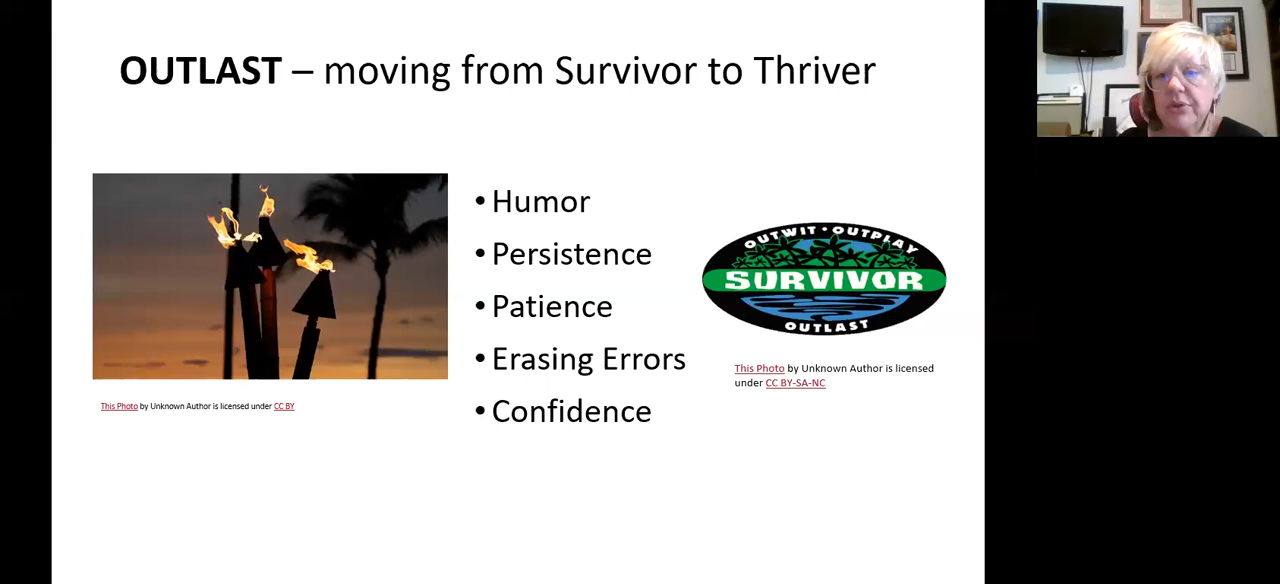 OUTLAST – moving from Survivor to Thriver
• Humor
• Persistence
• Patience
• Erasing Errors
• Confidence
OUTWIT • OUTPLAY
SURVIVOR
OUTLAST
This Photo by Unknown Author is licensed
under CC BY-SA-NC
This Photo by Unknown Author is licensed under CC BY